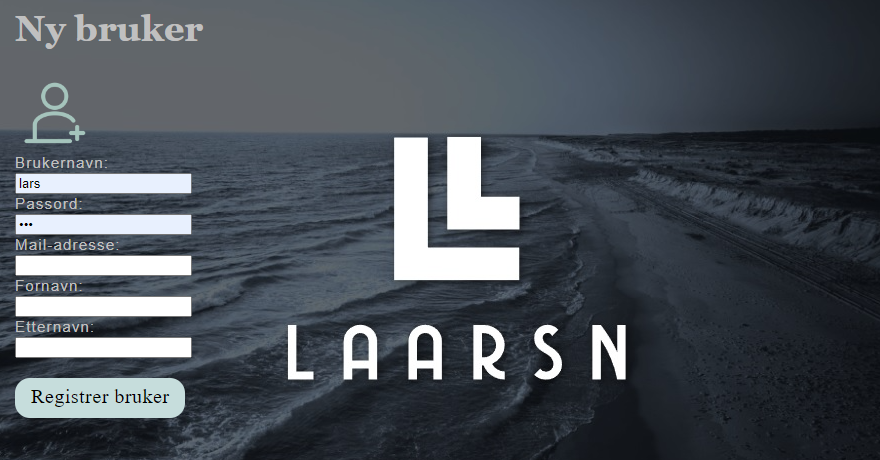 Ny bruker
Brukernavn:
lars
Passord:
•••
Mail-adresse:
Fornavn:
Etternavn:
Registrer bruker
LAARSN